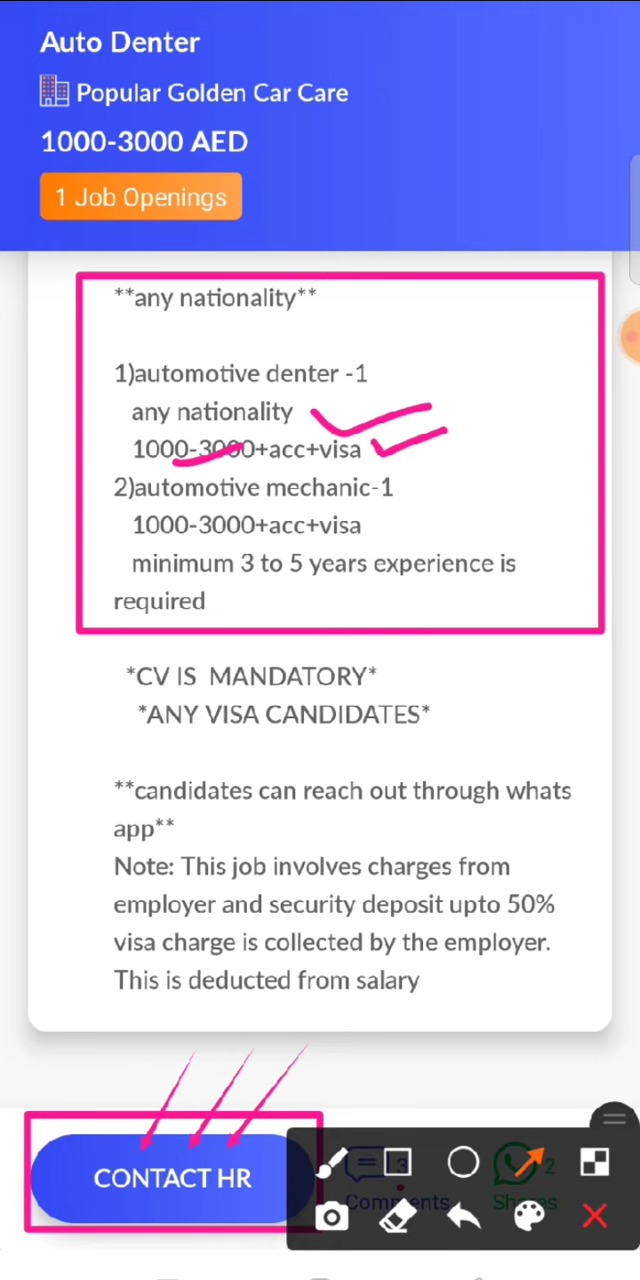 Auto Denter
Popular Golden Car Care
1000-3000 AED
1 Job Openings
**any nationality**
1)automotive denter -1
any nationality
1000-3000+acc+visa
2)automotive mechanic-1
1000-3000+acc+visa
minimum 3 to 5 years experience is
required
*CV IS MANDATORY*
*ANY VISA CANDIDATES*
**candidates can reach out through whats
app**
Note: This job involves charges from
employer and security deposit upto 50%
visa charge is collected by the employer.
This is deducted from salary
CONTACT HR
3
2
Comments
Shares